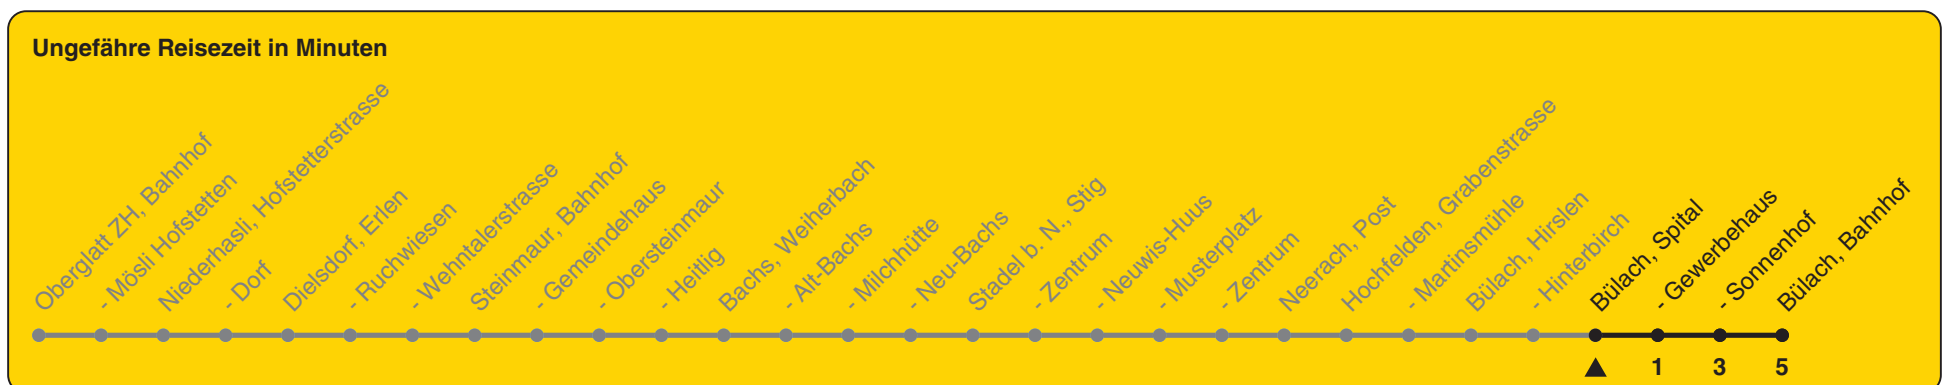 Ungefähre Reisezeit in Minuten
Oberglatt ZH, Bahnhof
- Mösli Hofstetten
Niederhasli, Hofstetterstrasse
- Dorf
Dielsdorf, Erlen
- Ruchwiesen
- Wehntalerstrasse
Steinmaur, Bahnhof
- Gemeindehaus
- Obersteinmaur
- Heitlig
Bachs, Weiherbach
- Alt-Bachs
- Milchhütte
- Neu-Bachs
Stadel b. N., Stig
- Zentrum
- Neuwis-Huus
- Musterplatz
- Zentrum
Neerach, Post
Hochfelden, Grabenstrasse
- Martinsmühle
Bülach, Hirslen
- Hinterbirch
Bülach, Spital
- Gewerbehaus
- Sonnenhof
Bülach, Bahnhof
1 3 5